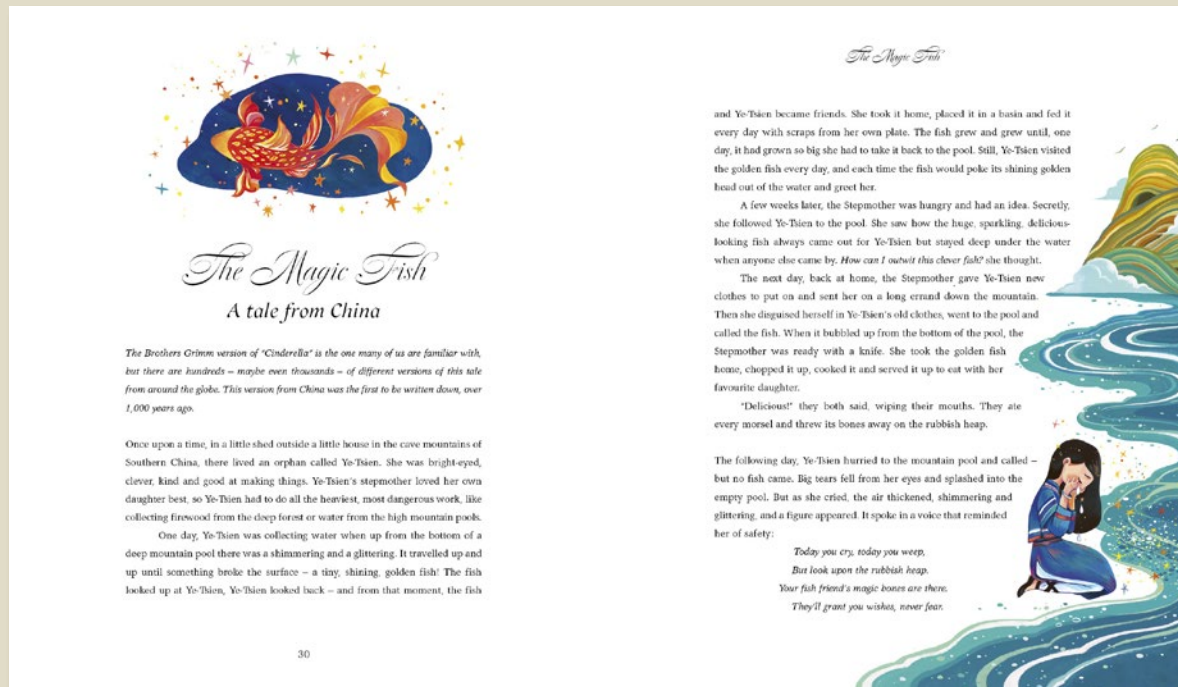 The Magic Fish
A tale from China
The Brothers Grimm version of "Cinderella" is the one many of us are familiar with,
but there are hundreds – maybe even thousands – of different versions of this tale
from around the globe. This version from China was the first to be written down, over
1,000 years ago.
Once upon a time, in a little shed outside a little house in the cave mountains of
Southern China, there lived an orphan called Ye-Tsien. She was bright-eyed,
clever, kind and good at making things. Ye-Tsien's stepmother loved her own
daughter best, so Ye-Tsien had to do all the heaviest, most dangerous work, like
collecting firewood from the deep forest or water from the high mountain pools.
One day, Ye-Tsien was collecting water when up from the bottom of a
deep mountain pool there was a shimmering and a glittering. It travelled up and
up until something broke the surface – a tiny, shining, golden fish! The fish
looked up at Ye-Tsien, Ye-Tsien looked back – and from that moment, the fish
30
The Magic Fish
and Ye-Tsien became friends. She took it home, placed it in a basin and fed it
every day with scraps from her own plate. The fish grew and grew until, one
day, it had grown so big she had to take it back to the pool. Still, Ye-Tsien visited
the golden fish every day, and each time the fish would poke its shining golden
head out of the water and greet her.
A few weeks later, the Stepmother was hungry and had an idea. Secretly,
she followed Ye-Tsien to the pool. She saw how the huge, sparkling, delicious-
looking fish always came out for Ye-Tsien but stayed deep under the water
when anyone else came by. How can I outwit this clever fish? she thought.
The next day, back at home, the Stepmother gave Ye-Tsien new
clothes to put on and sent her on a long errand down the mountain.
Then she disguised herself in Ye-Tsien's old clothes, went to the pool and
called the fish. When it bubbled up from the bottom of the pool, the
Stepmother was ready with a knife. She took the golden fish
home, chopped it up, cooked it and served it up to eat with her
favourite daughter.
"Delicious!" they both said, wiping their mouths. They ate
every morsel and threw its bones away on the rubbish heap.
The following day, Ye-Tsien hurried to the mountain pool and called –
but no fish came. Big tears fell from her eyes and splashed into the
empty pool. But as she cried, the air thickened, shimmering and
glittering, and a figure appeared. It spoke in a voice that reminded
her of safety:
Today you cry, today you weep,
But look upon the rubbish heap.
Your fish friend's magic bones are there.
They'll grant you wishes, never fear.